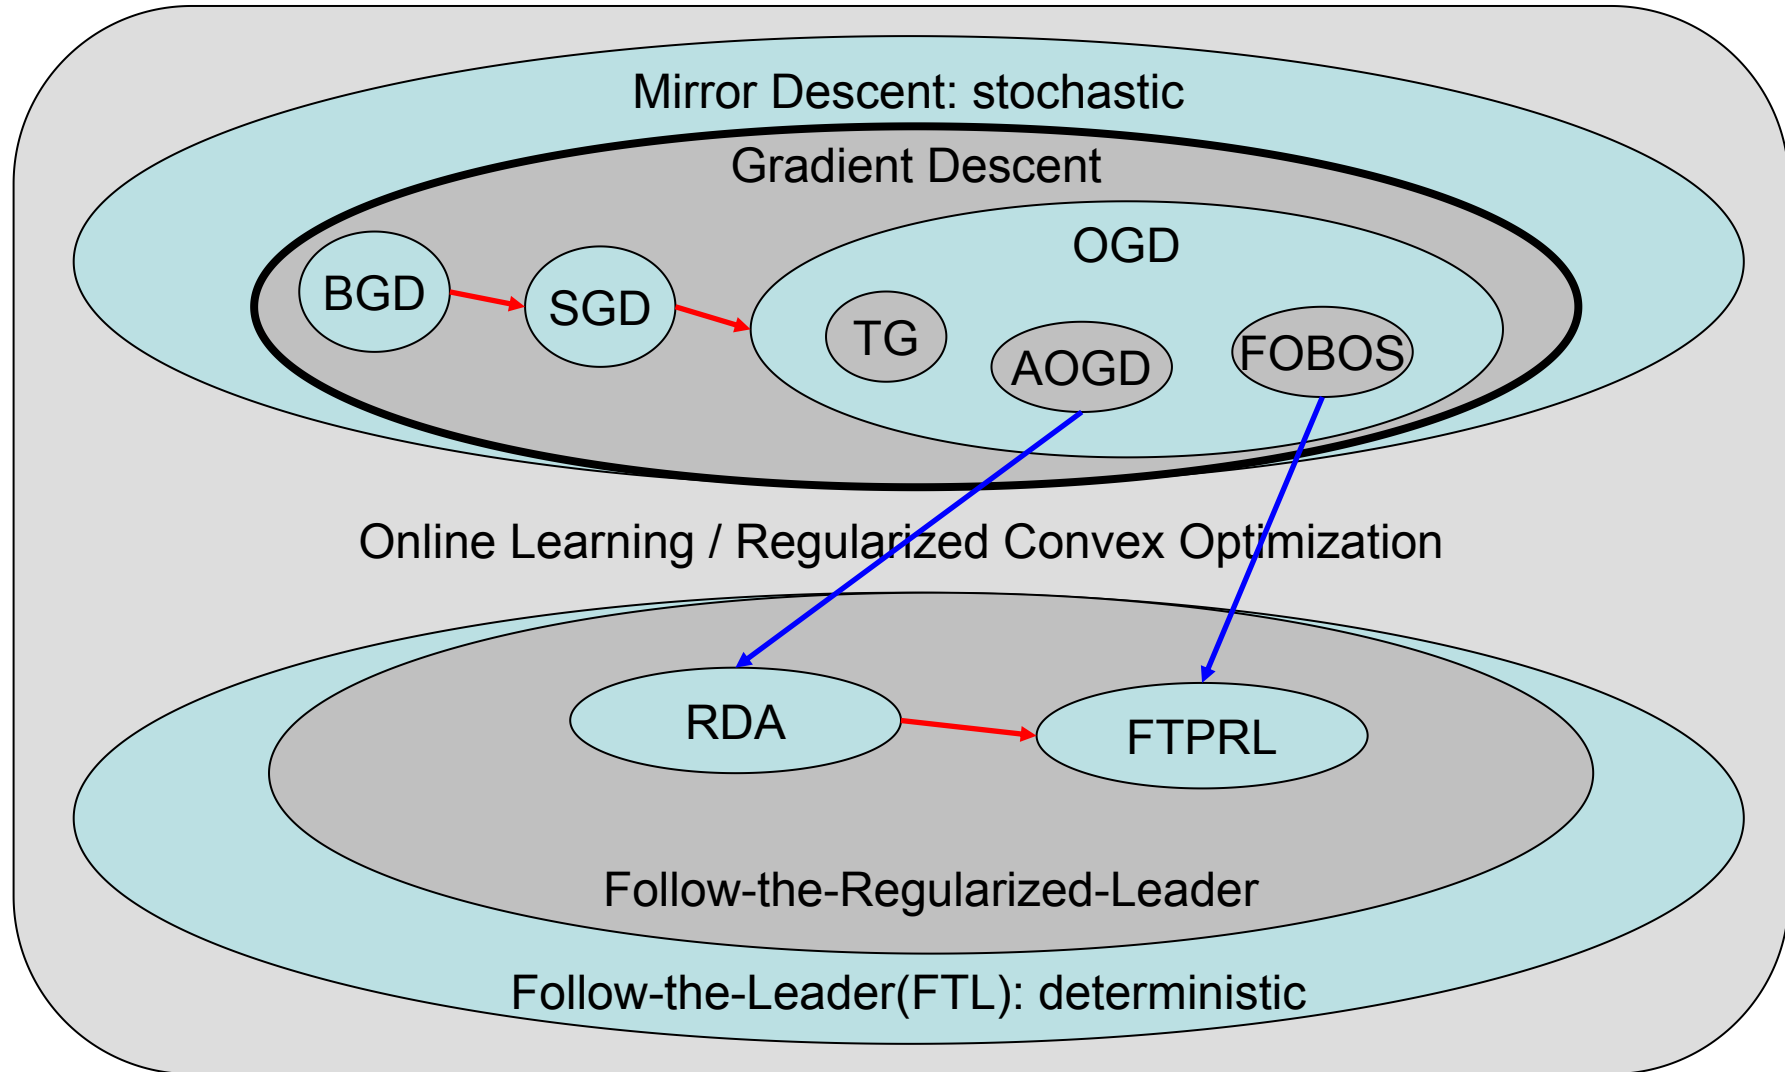 Mirror Descent: stochastic
Gradient Descent
OGD
BGD
SGD
TG
AOGD
FOBOS
Online Learning / Regularized Convex Optimization
RDA
FTPRL
Follow-the-Regularized-Leader
Follow-the-Leader(FTL): deterministic